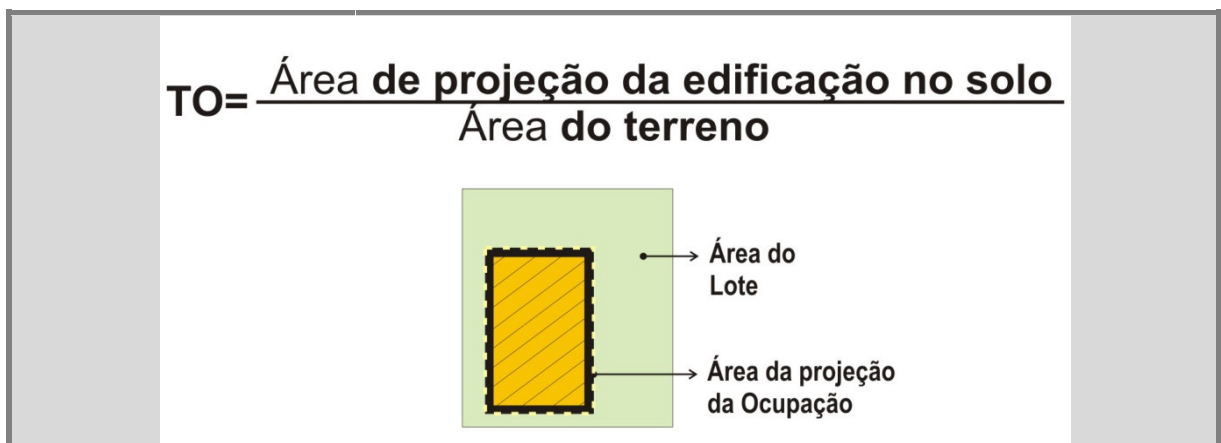 TO= Área de projeção da edificação no solo
Área do terreno
Área do
Lote
Área da projeção
da Ocupação